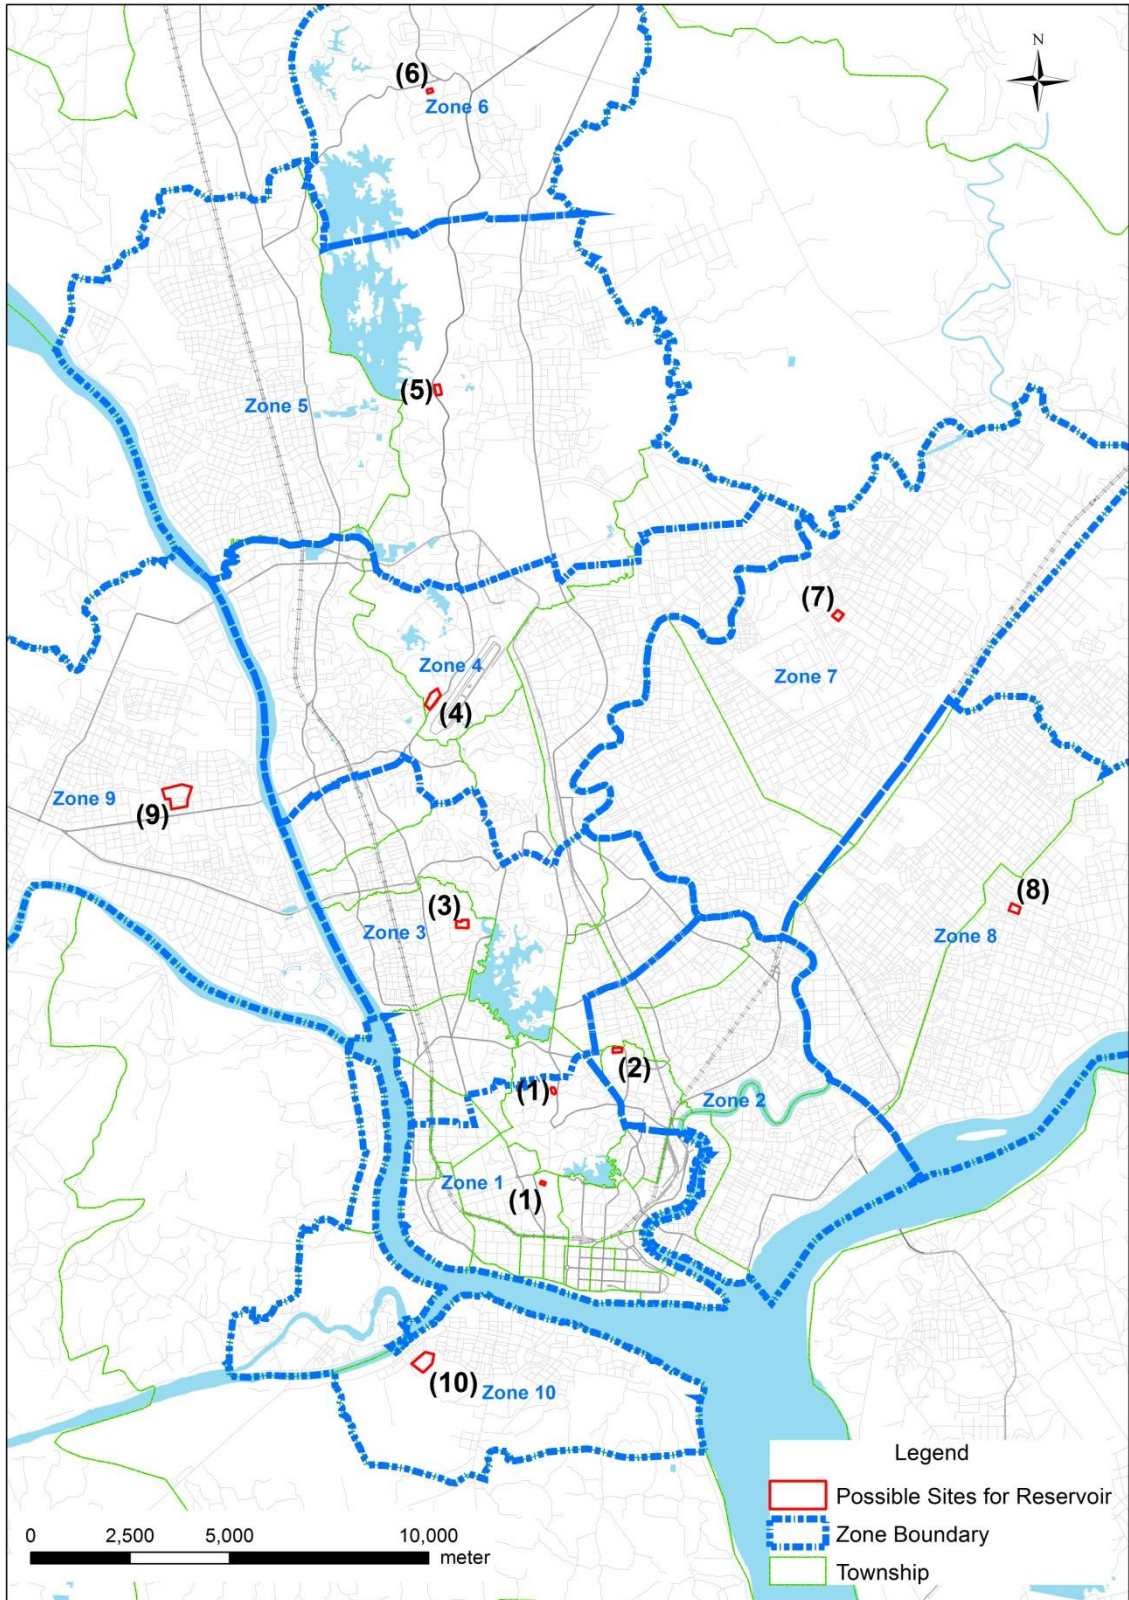 N
(6)
Zone 6
(5)
Zone 5
(7)
Zone 4
Zone 7
(4)
Zone 9
(9)
(8)
(3)
Zone 3
Zone 8
(2)
(1)
Zone 2
Zone 1
(1)
(10)
Zone 10
Legend
Possible Sites for Reservoir
Zone Boundary
Township
0 2,500 5,000 10,000
meter